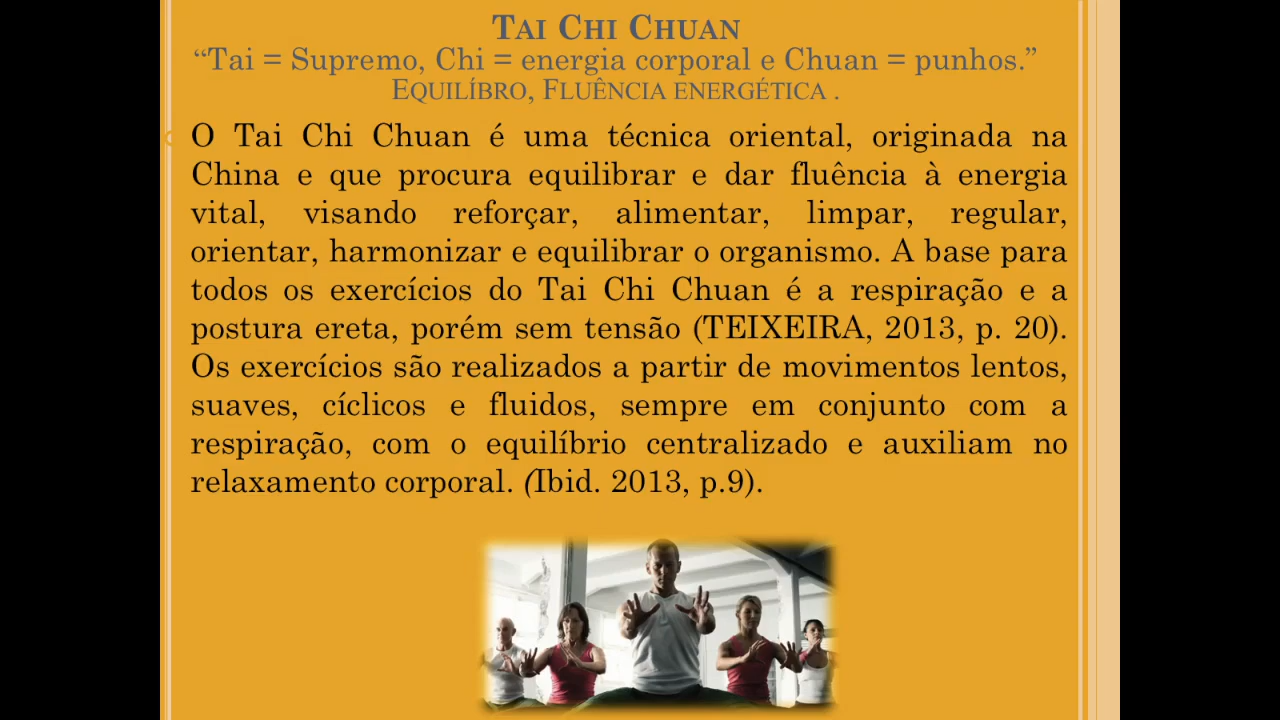 TAI CHI CHUAN
“Tai = Supremo, Chi = energia corporal e Chuan = punhos.”
EQUILÍBRO, FLUÊNCIA ENERGÉTICA .
O Tai Chi Chuan é uma técnica oriental, originada na
China e que procura equilibrar e dar fluência à energia
vital, visando reforçar, alimentar, limpar, regular,
orientar, harmonizar e equilibrar o organismo. A base para
todos os exercícios do Tai Chi Chuan é a respiração e a
postura ereta, porém sem tensão (TEIXEIRA, 2013, p. 20).
Os exercícios são realizados a partir de movimentos lentos,
suaves, cíclicos e fluidos, sempre em conjunto com a
respiração, com o equilíbrio centralizado e auxiliam no
relaxamento corporal. (Ibid. 2013, p.9).